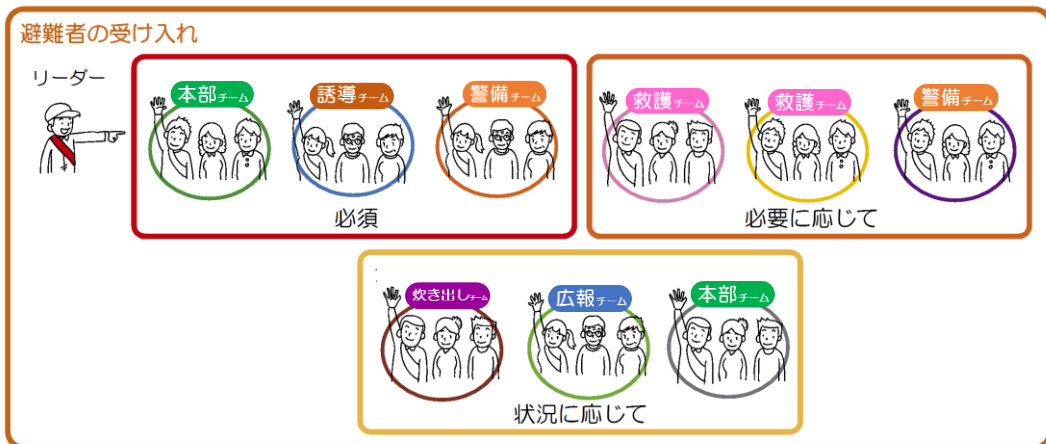 避難者の受け入れ
リーダー
本部チーム
誘導チーム
警備チーム
必須
救護チーム
救護チーム
警備チーム
必要に応じて
炊き出しチーム
広報チーム
本部チーム
状況に応じて